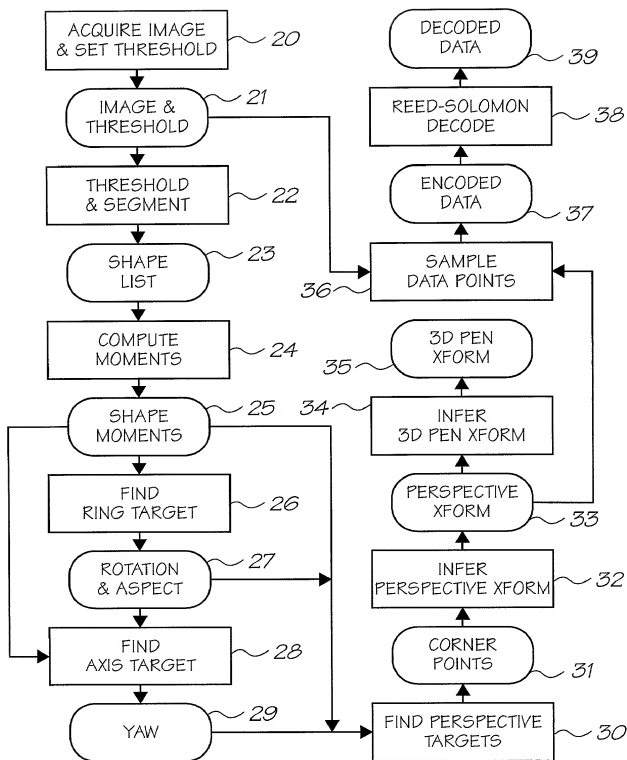 ACQUIRE IMAGE
& SET THRESHOLD
20
IMAGE &
THRESHOLD
21
THRESHOLD
& SEGMENT
22
SHAPE
LIST
23
COMPUTE
MOMENTS
24
SHAPE
MOMENTS
25
FIND
RING TARGET
26
ROTATION
& ASPECT
27
FIND
AXIS TARGET
28
YAW
29
DECODED
DATA
39
REED-SOLOMON
DECODE
38
ENCODED
DATA
37
SAMPLE
DATA POINTS
36
3D PEN
XFORM
35
INFER
3D PEN XFORM
34
PERSPECTIVE
XFORM
33
INFER
PERSPECTIVE XFORM
32
CORNER
POINTS
31
FIND PERSPECTIVE
TARGETS
30